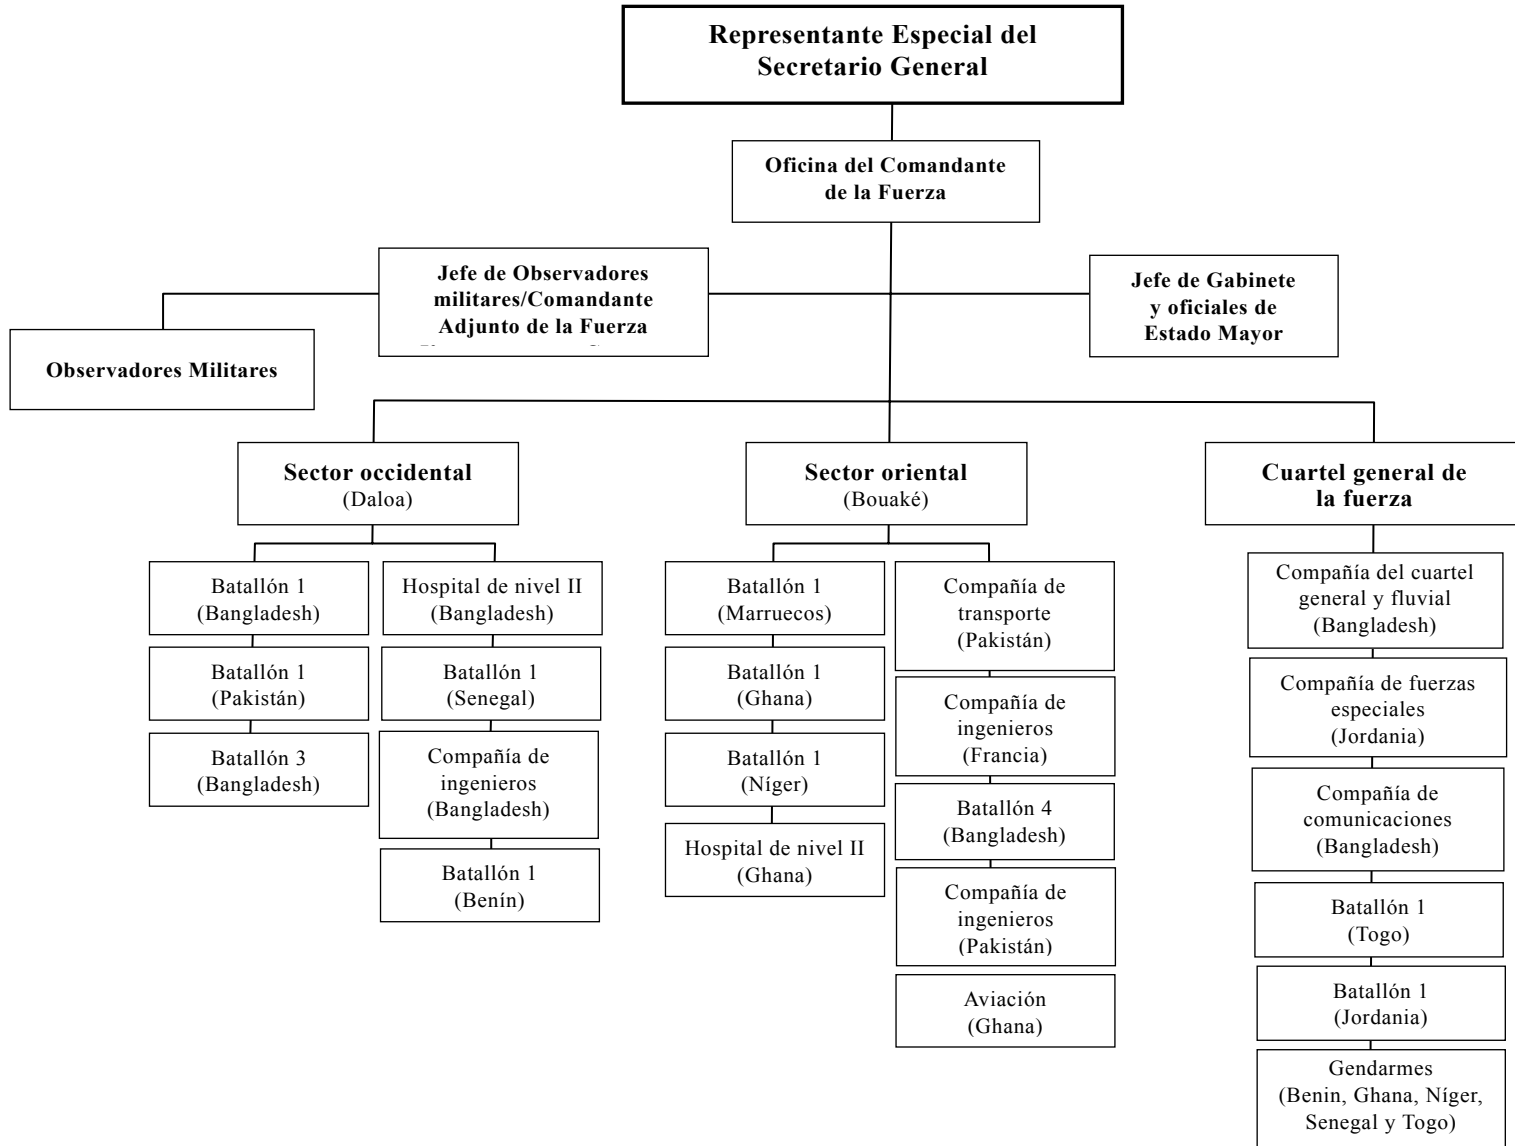 Representante Especial del
Secretario General
Oficina del Comandante
de la Fuerza
Jefe de Observadores
militares/Comandante
Adjunto de la Fuerza
Jefe de Gabinete
y oficiales de
Estado Mayor
Observadores Militares
Sector occidental
(Daloa)
Batallón 1
(Bangladesh)
Batallón 1
(Pakistán)
Batallón 3
(Bangladesh)
Hospital de nivel II
(Bangladesh)
Batallón 1
(Senegal)
Compañía de
ingenieros
(Bangladesh)
Batallón 1
(Benín)
Sector oriental
(Bouaké)
Batallón 1
(Marruecos)
Batallón 1
(Ghana)
Batallón 1
(Níger)
Hospital de nivel II
(Ghana)
Compañía de
transporte
(Pakistán)
Compañía de
ingenieros
(Francia)
Batallón 4
(Bangladesh)
Compañía de
ingenieros
(Pakistán)
Aviación
(Ghana)
Cuartel general de
la fuerza
Compañía del cuartel
general y fluvial
(Bangladesh)
Compañía de fuerzas
especiales
(Jordania)
Compañía de
comunicaciones
(Bangladesh)
Batallón 1
(Togo)
Batallón 1
(Jordania)
Gendarmes
(Benin, Ghana, Níger,
Senegal y Togo)